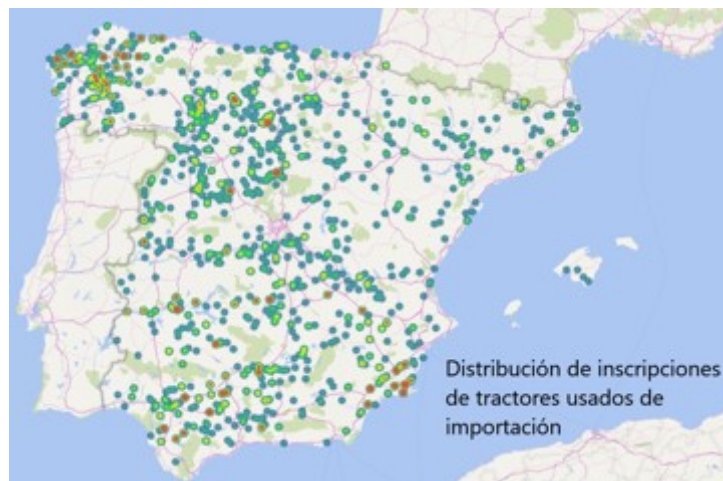 Distribución de inscripciones
de tractores usados de
importación